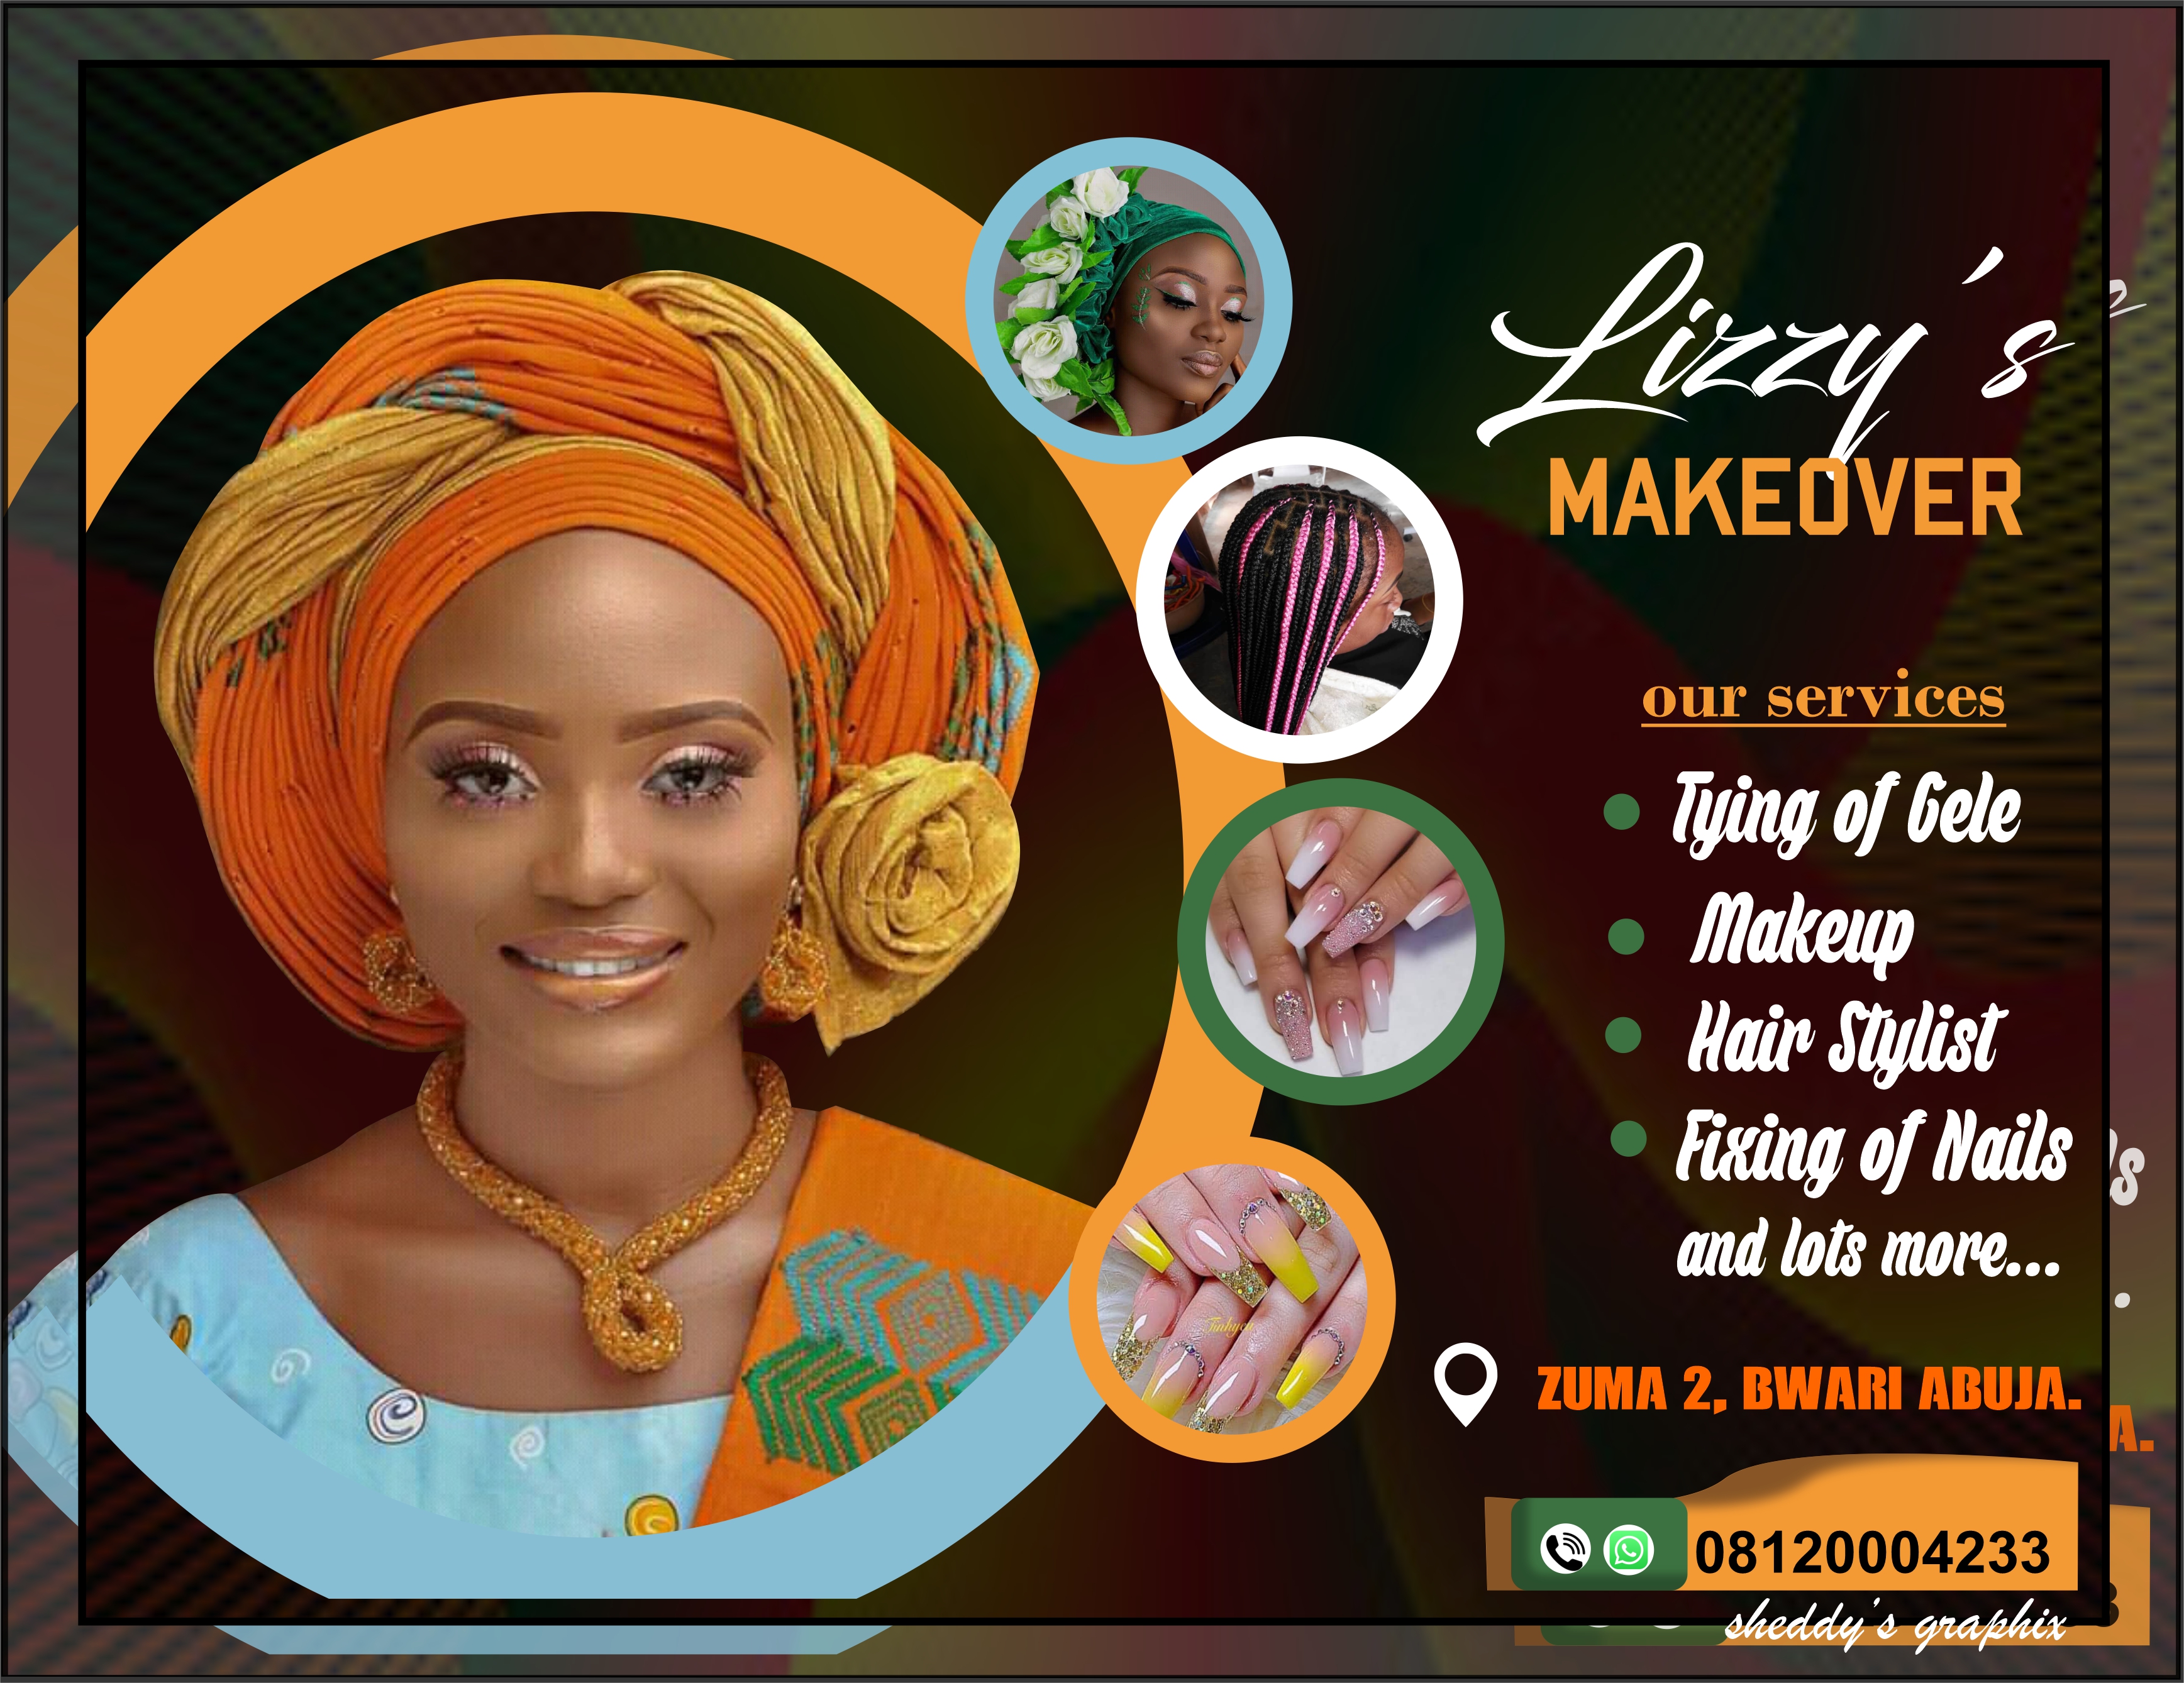 Lizzy's
MAKEOVER
our services
Tying of Gele
Makeup
Hair Stylist
Fixing of Nails
and lots more...
ZUMA 2, BWARI ABUJA.
08120004233
sheddy's graphix